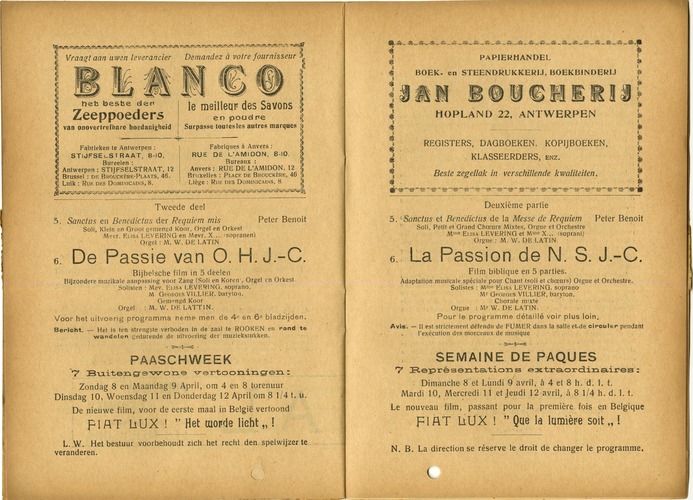 Vraagt aan uwen leverancier Demandez à votre fournisseur
BLANCO
het beste der
Zeeppoeders
van onovertrefbare hoedanigheid
le meilleur des Savons
en poudre
Surpasse toutes les autres marques
Fabrieken te Antwerpen :
STIJFSELSTRAAT, 8-10.
Bureelen :
Antwerpen : STIJFSELSTRAAT, 12
Brussel : DE BROUCKÈRE-PLAATS, 46.
Luik : RUE DES DOMINICAINS, 8.
Fabriques à Anvers :
RUE DE L'AMIDON, 8-10.
Bureaux :
Anvers : RUE DE L'AMIDON, 12
Bruxelles : PLACE DE BROUCKÈRE, 46
Liège : RUE DES DOMINICAINS, 8.
Tweede deel
5. Sanctus en Benedictus der Requiem mis Peter Benoit
Soli, Klein en Groot gemengd Koor, Orgel en Orkest
Mevr. ELISA LEVERING en Mevr. X.... (sopranen)
Orgel : M. W. DE LATIN
6. De Passie van O. H. J.-C.
Bijbelsche film in 5 deelen
Bijzondere muzikale aanpassing voor Zang (Soli en Koren), Orgel en Orkest.
Solisten : Mev. ELISA LEVERING, soprano
M. GEORGES VILLIER, baryton.
Gemengd Koor
Orgel : M. W. DE LATTIN.
Voor het uitvoerig programa neme men de 4e en 6e bladzijden.
Bericht. — Het is ten strengste verboden in de zaal te ROOKEN en rond te
wandelen gedurende de uitvoering der muziekstukken.
PAASCHWEEK
7 Buitengewone vertooningen :
Zondag 8 en Maandag 9 April, om 4 en 8 torenuur
Dinsdag 10, Woensdag 11 en Donderdag 12 April om 8 1/4 t. u.
De nieuwe film, voor de eerste maal in België vertoond
FIAT LUX ! " Het worde licht „ !
L. W. Het bestuur voorbehoudt zich het recht den spelwijzer te
veranderen.
PAPIERHANDEL
BOEK- en STEENDRUKKERIJ, BOEKBINDERIJ
JAN BOUCHERIJ
HOPLAND 22, ANTWERPEN
REGISTERS, DAGBOEKEN. KOPIJBOEKEN,
KLASSEERDERS, ENZ.
Beste zegellak in verschillende kwaliteiten.
Deuxième partie
5. Sanctus et Benedictus de la Messe de Requiem Peter Benoit
Soli, Petit et Grand Chœurs Mixtes, Orgue et Orchestre
Mme ELISA LEVERING et Mme X.... (soprani)
Orgue : M. W. DE LATIN
6. La Passion de N. S. J.-C.
Film biblique en 5 parties.
Adaptation musicale spéciale pour Chant (soli et chœurs) Orgue et Orchestre.
Solistes : Mme ELISA LEVERING, soprano
Mr GEORGES VILLIER, baryton.
Chorale mixte
Orgue : Mr W. DE LATIN.
Pour le programme détaillé voir plus loin,
Avis. — Il est strictement défendu de FUMER dans la salle et de circuler pendant
l'exécution des morceaux de musique
SEMAINE DE PAQUES
7 Représentations extraordinaires :
Dimanche 8 et Lundi 9 avril, à 4 et 8 h. d. l. t.
Mardi 10, Mercredi 11 et Jeudi 12 avril, à 8 1/4 h. d. l. t.
Le nouveau film, passant pour la première fois en Belgique
FIAT LUX ! " Que la lumière soit „ !
N. B. La direction se réserve le droit de changer le programme.